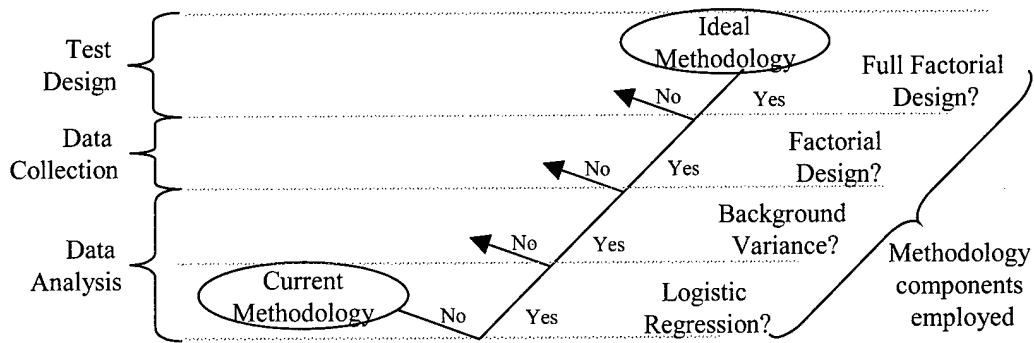 Ideal
Methodology
Test
Design
Full Factorial
Design?
No
Yes
Data
Collection
Factorial
Design?
No
Yes
Data
Analysis
Background
Variance?
No
Yes
Methodology
components
employed
Current
Methodology
Logistic
Regression?
No
Yes